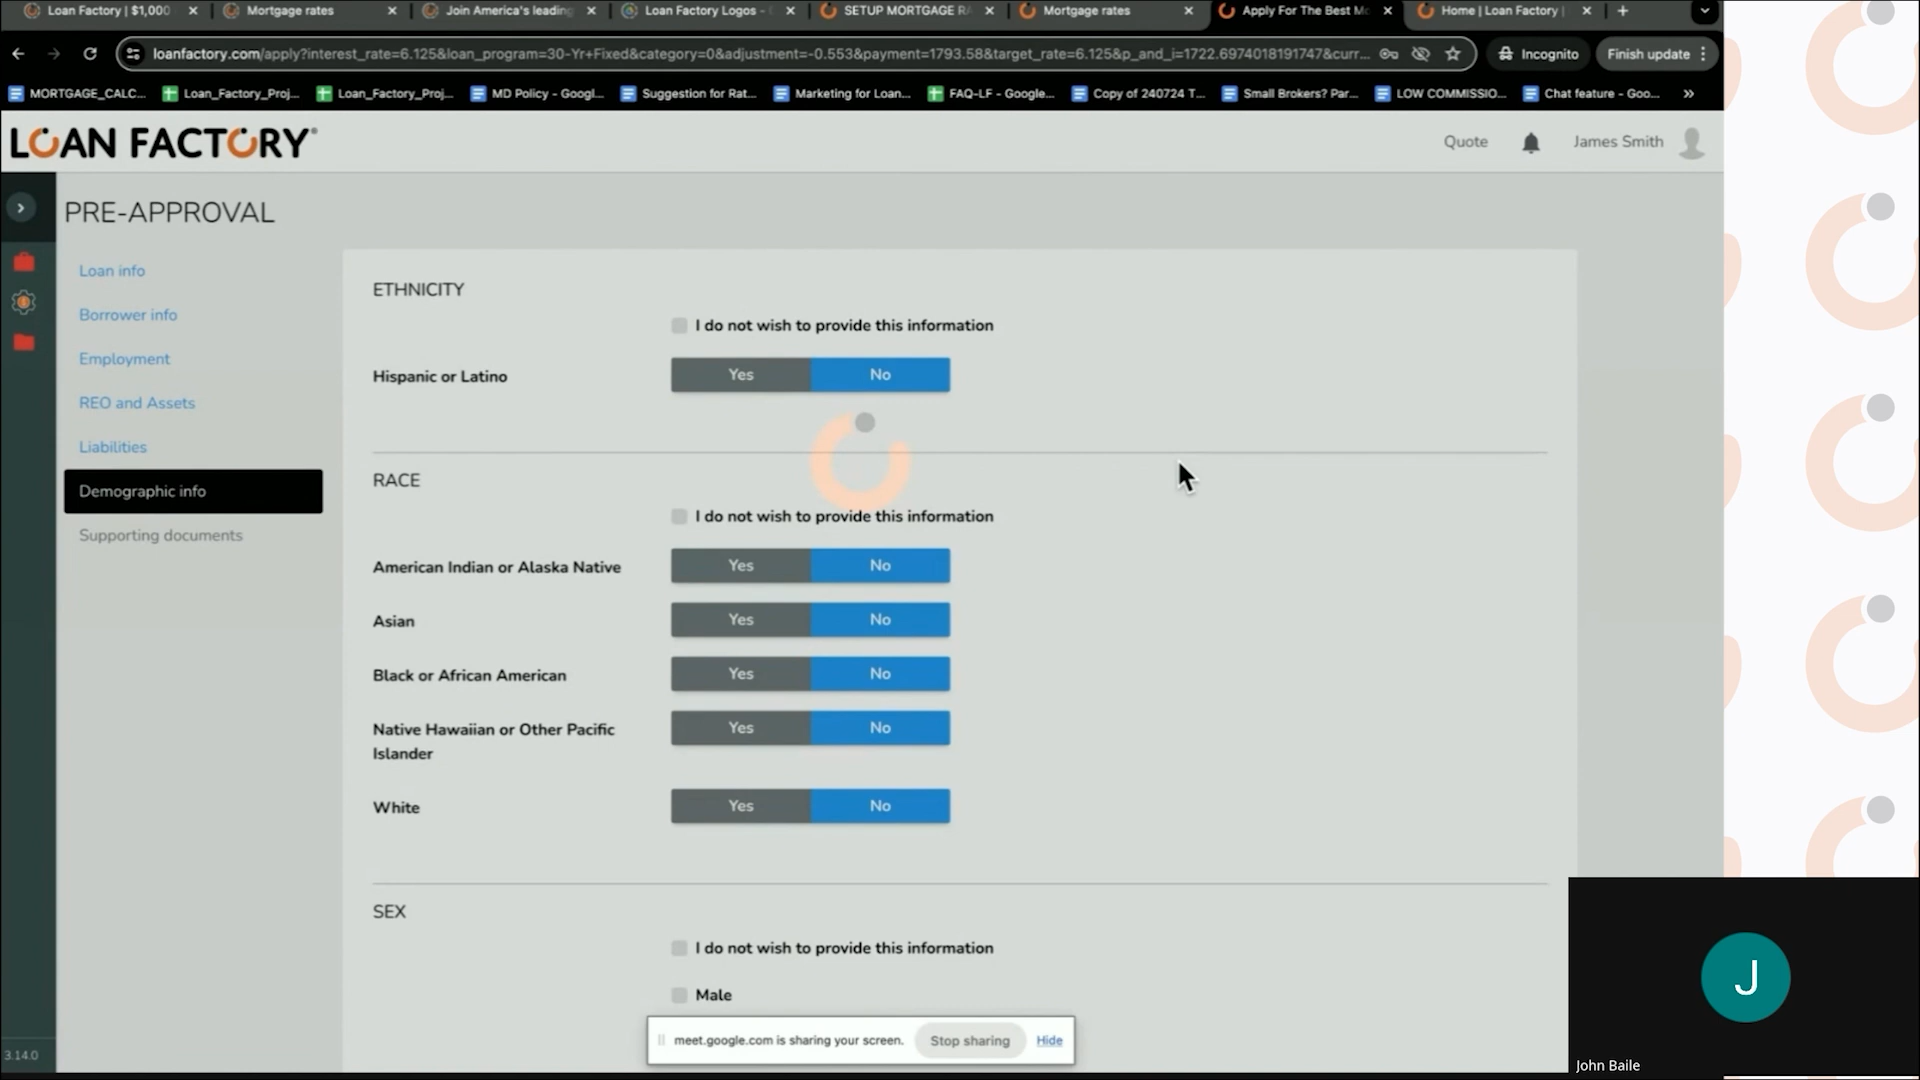 Loan Factory | $1,000
Mortgage rates
Join America's leading
Loan Factory Logos -
SETUP MORTGAGE RA
Mortgage rates
Apply For The Best Mo
Home | Loan Factory |
loanfactory.com/apply?interest_rate=6.125&loan_program=30-Yr+Fixed&category=0&adjustment=-0.553&payment=1793.58&target_rate=6.125&p_and_i=1722.6974018191747&curr...
Incognito
Finish update
MORTGAGE_CALC...
Loan_Factory_Proj...
Loan_Factory_Proj...
MD Policy - Googl...
Suggestion for Rat...
Marketing for Loan...
FAQ-LF - Google...
Copy of 240724 T...
Small Brokers? Par...
LOW COMMISSIO...
Chat feature - Goo...
»
LOAN FACTORY®
Quote
James Smith
PRE-APPROVAL
Loan info
Borrower info
Employment
REO and Assets
Liabilities
Demographic info
Supporting documents
ETHNICITY
I do not wish to provide this information
Hispanic or Latino
Yes No
RACE
I do not wish to provide this information
American Indian or Alaska Native
Yes No
Asian
Yes No
Black or African American
Yes No
Native Hawaiian or Other Pacific
Islander
Yes No
White
Yes No
SEX
I do not wish to provide this information
Male
meet.google.com is sharing your screen.
Stop sharing
Hide
3.14.0
J
John Baile